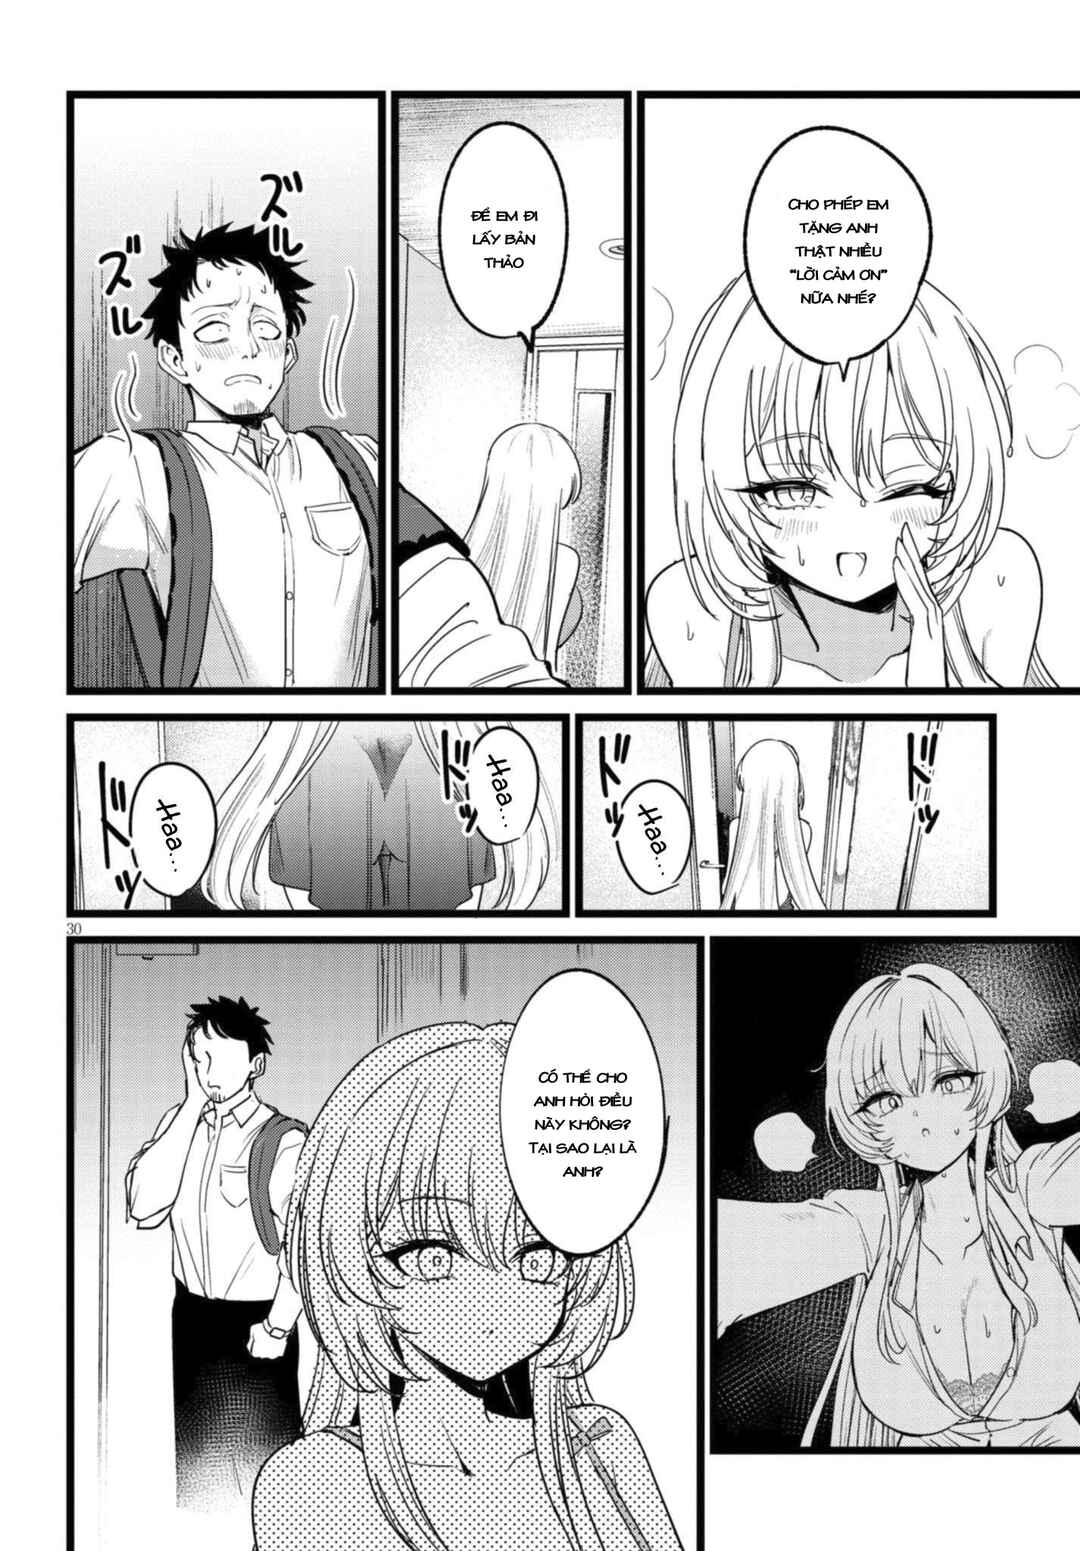 CHO PHÉP EM
TẶNG ANH
THẬT NHIỀU
“LỜI CẢM ƠN”
NỮA NHÉ?
ĐỂ EM ĐI
LẤY BẢN
THẢO
ズ
ル
ズ
ル
Haa...
ドッ
ドッ
Haa...
ドッ
Haa...
ドッ
30
CÓ THỂ CHO
ANH HỎI ĐIỀU
NÀY KHÔNG?
TẠI SAO LẠI LÀ
ANH?